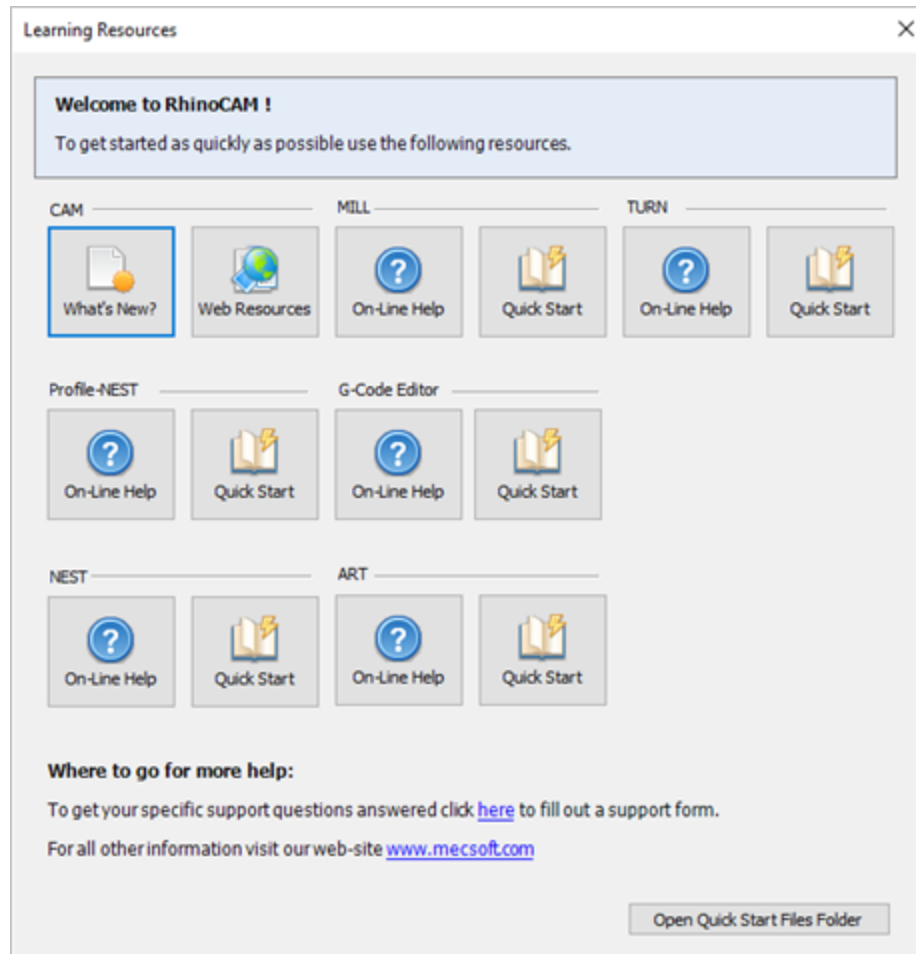 Learning Resources
Welcome to RhinoCAM !
To get started as quickly as possible use the following resources.
CAM
What's New?
Web Resources
MILL
On-Line Help
Quick Start
TURN
On-Line Help
Quick Start
Profile-NEST
On-Line Help
Quick Start
G-Code Editor
On-Line Help
Quick Start
NEST
On-Line Help
Quick Start
ART
On-Line Help
Quick Start
Where to go for more help:
To get your specific support questions answered click here to fill out a support form.
For all other information visit our web-site www.mecsoft.com
Open Quick Start Files Folder